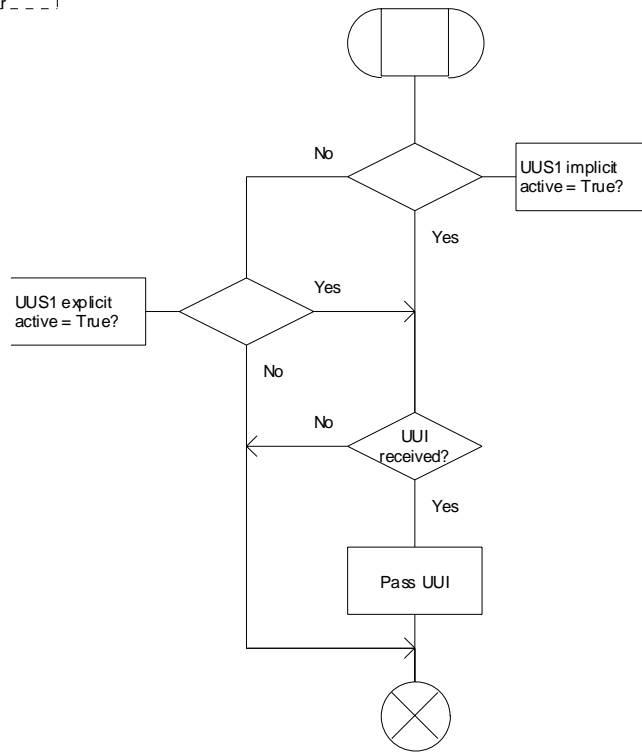 r
No
UUS1 implicit
active = True?
Yes
UUS1 explicit
active = True?
Yes
No
No
UUI
received?
Yes
Pass UUI